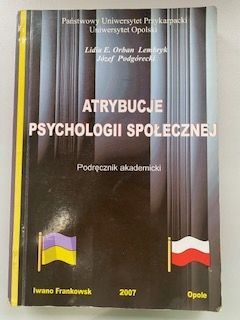 Państwowy Uniwersytet Przykarpacki
Uniwersytet Opolski
Lidia E. Orban Lembryk
Józef Podgórecki
ATRYBUCJE
PSYCHOLOGII SPOŁECZNEJ
Podręcznik akademicki
Iwano Frankowsk 2007 Opole